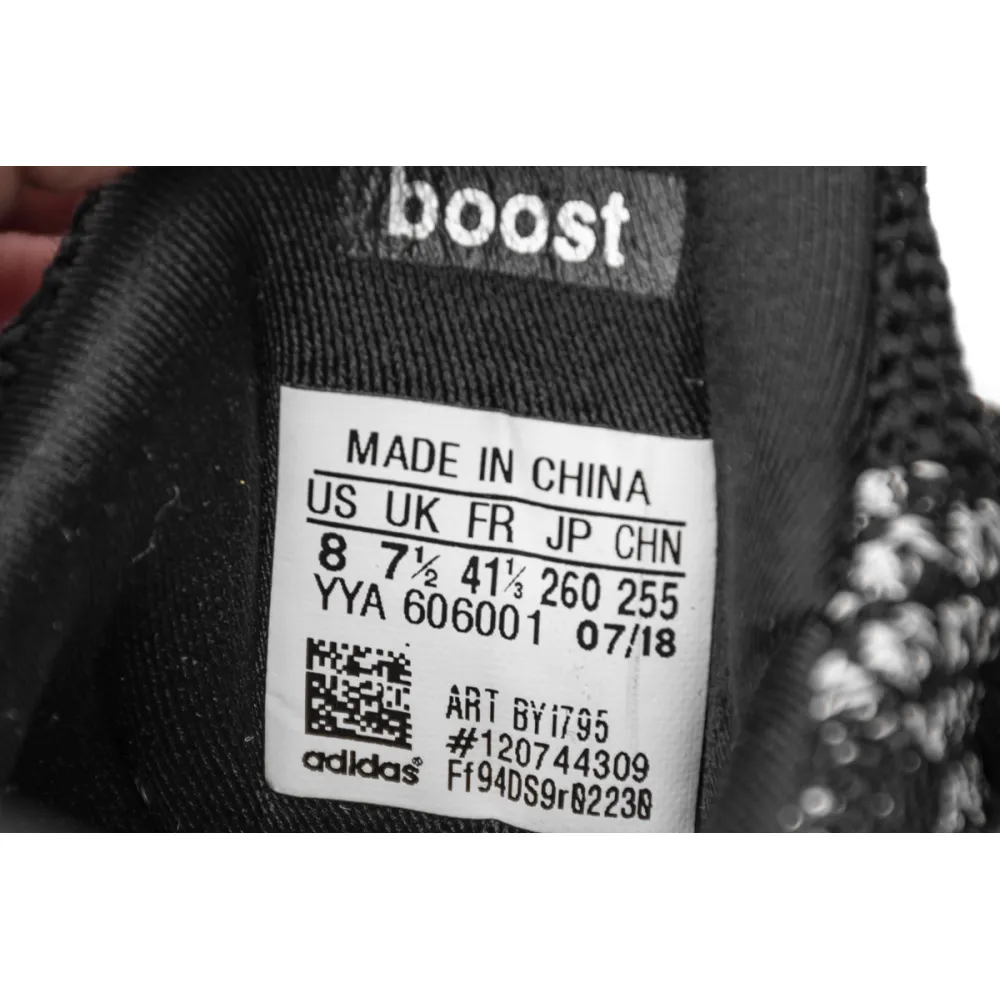 boost
MADE IN CHINA
US UK FR JP CHN
8 7½ 41⅓ 260 255
YYA 606001 07/18
ART BY1795
#120744309
Ff94DS9r02230
adidas®